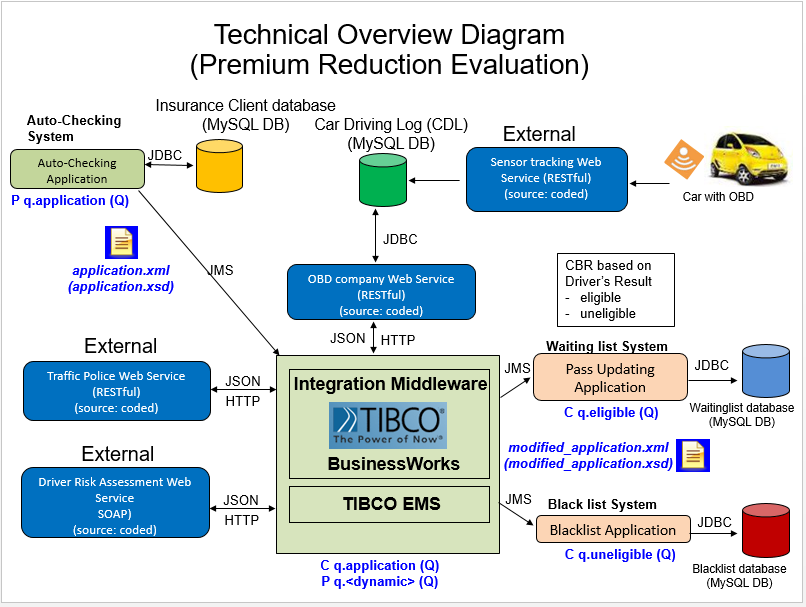 Technical Overview Diagram
(Premium Reduction Evaluation)
Auto-Checking
System
Insurance Client database
(MySQL DB)
Car Driving Log (CDL)
(MySQL DB)
External
Auto-Checking
Application
JDBC
P q.application (Q)
Sensor tracking Web
Service (RESTful)
(source: coded)
Car with OBD
application.xml
(application.xsd)
JMS
JDBC
OBD company Web Service
(RESTful)
(source: coded)
CBR based on
Driver's Result
- eligible
- uneligible
JSON
HTTP
External
Traffic Police Web Service
(RESTful)
(source: coded)
JSON
HTTP
Integration Middleware
TIBCO
The Power of Now®
BusinessWorks
TIBCO EMS
JMS
Waiting list System
Pass Updating
Application
C q.eligible (Q)
JDBC
Waitinglist database
(MySQL DB)
modified_application.xml
(modified_application.xsd)
External
Driver Risk Assessment Web
Service
SOAP)
(source: coded)
JSON
HTTP
JMS
Black list System
Blacklist Application
C q.uneligible (Q)
JDBC
Blacklist database
(MySQL DB)
C q.application (Q)
P q.<dynamic> (Q)